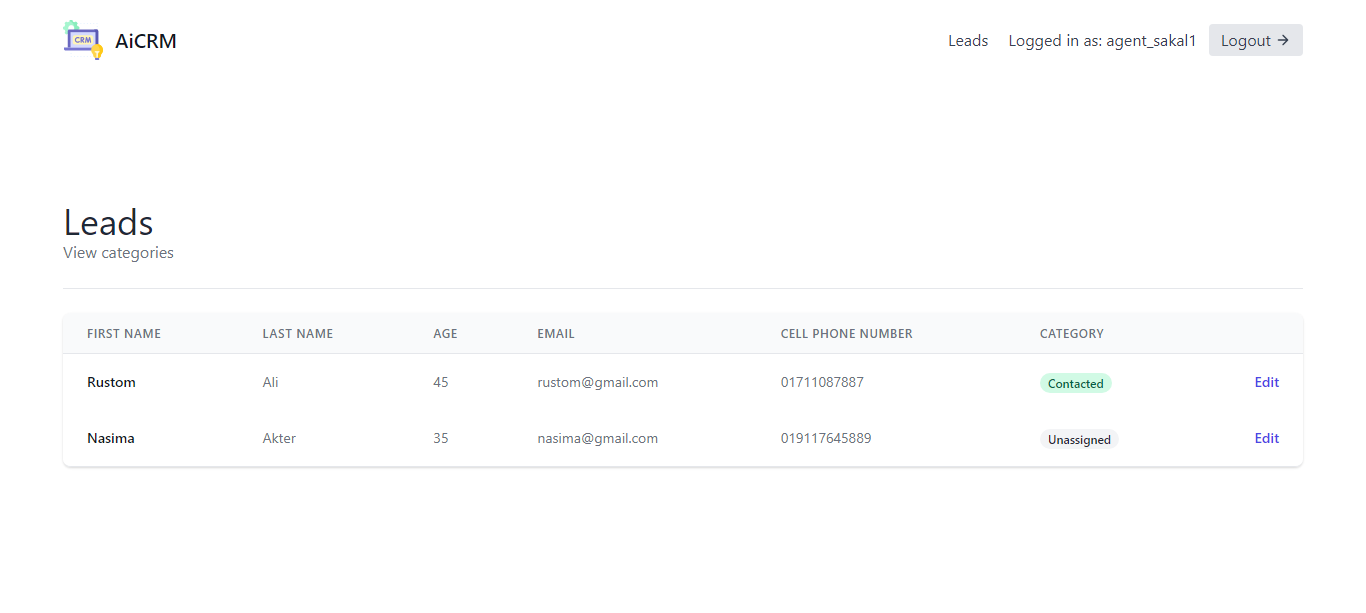 CRM AiCRM Leads Logged in as: agent_sakal1 Logout →
Leads
View categories
FIRST NAME LAST NAME AGE EMAIL CELL PHONE NUMBER CATEGORY
Rustom Ali 45 rustom@gmail.com 01711087887 Contacted Edit
Nasima Akter 35 nasima@gmail.com 019117645889 Unassigned Edit